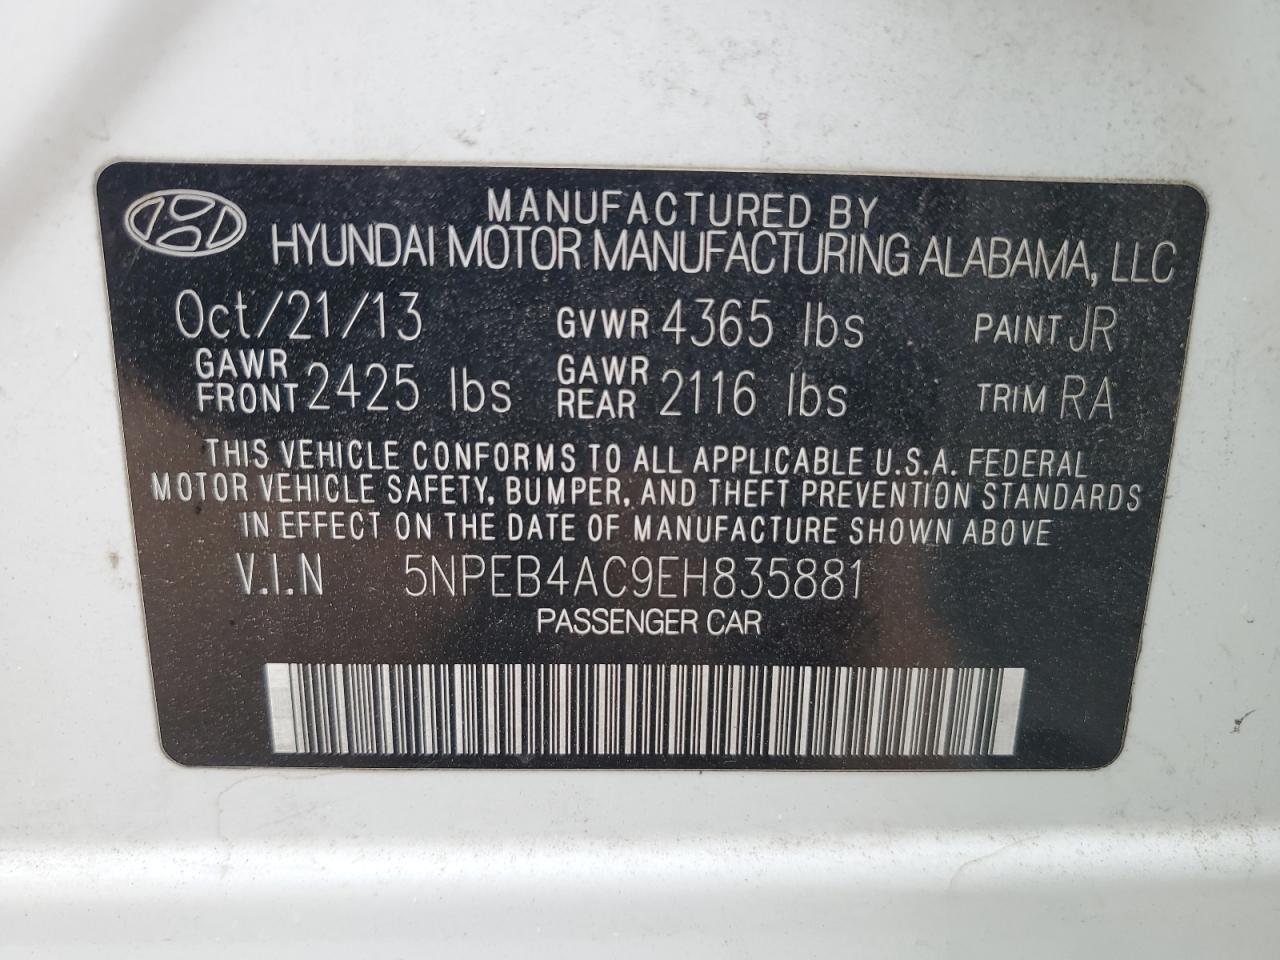 MANUFACTURED BY
HYUNDAI MOTOR MANUFACTURING ALABAMA, LLC
Oct/21/13 GVWR 4365 lbs PAINT JR
GAWR FRONT 2425 lbs GAWR REAR 2116 lbs TRIM RA
THIS VEHICLE CONFORMS TO ALL APPLICABLE U.S.A. FEDERAL
MOTOR VEHICLE SAFETY, BUMPER, AND THEFT PREVENTION STANDARDS
IN EFFECT ON THE DATE OF MANUFACTURE SHOWN ABOVE
V.I.N 5NPEB4AC9EH835881
PASSENGER CAR